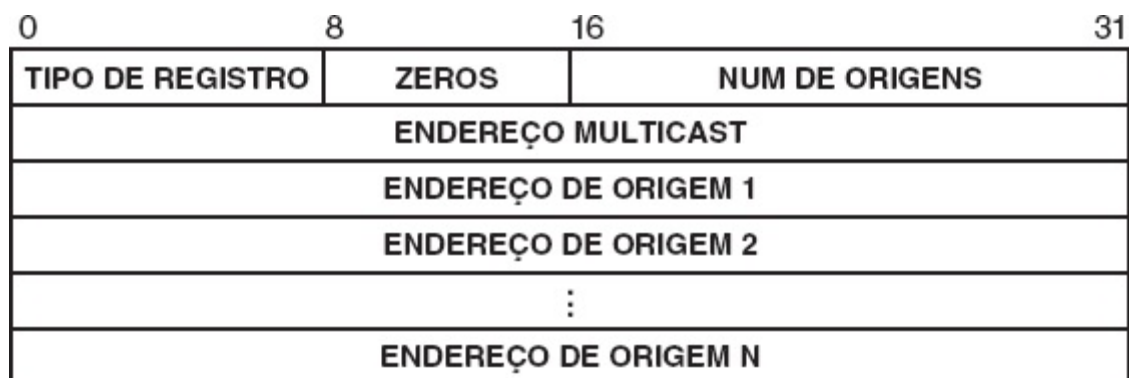 0 8 16 31
TIPO DE REGISTRO ZEROS NUM DE ORIGENS
ENDEREÇO MULTICAST
ENDEREÇO DE ORIGEM 1
ENDEREÇO DE ORIGEM 2
⋮
ENDEREÇO DE ORIGEM N